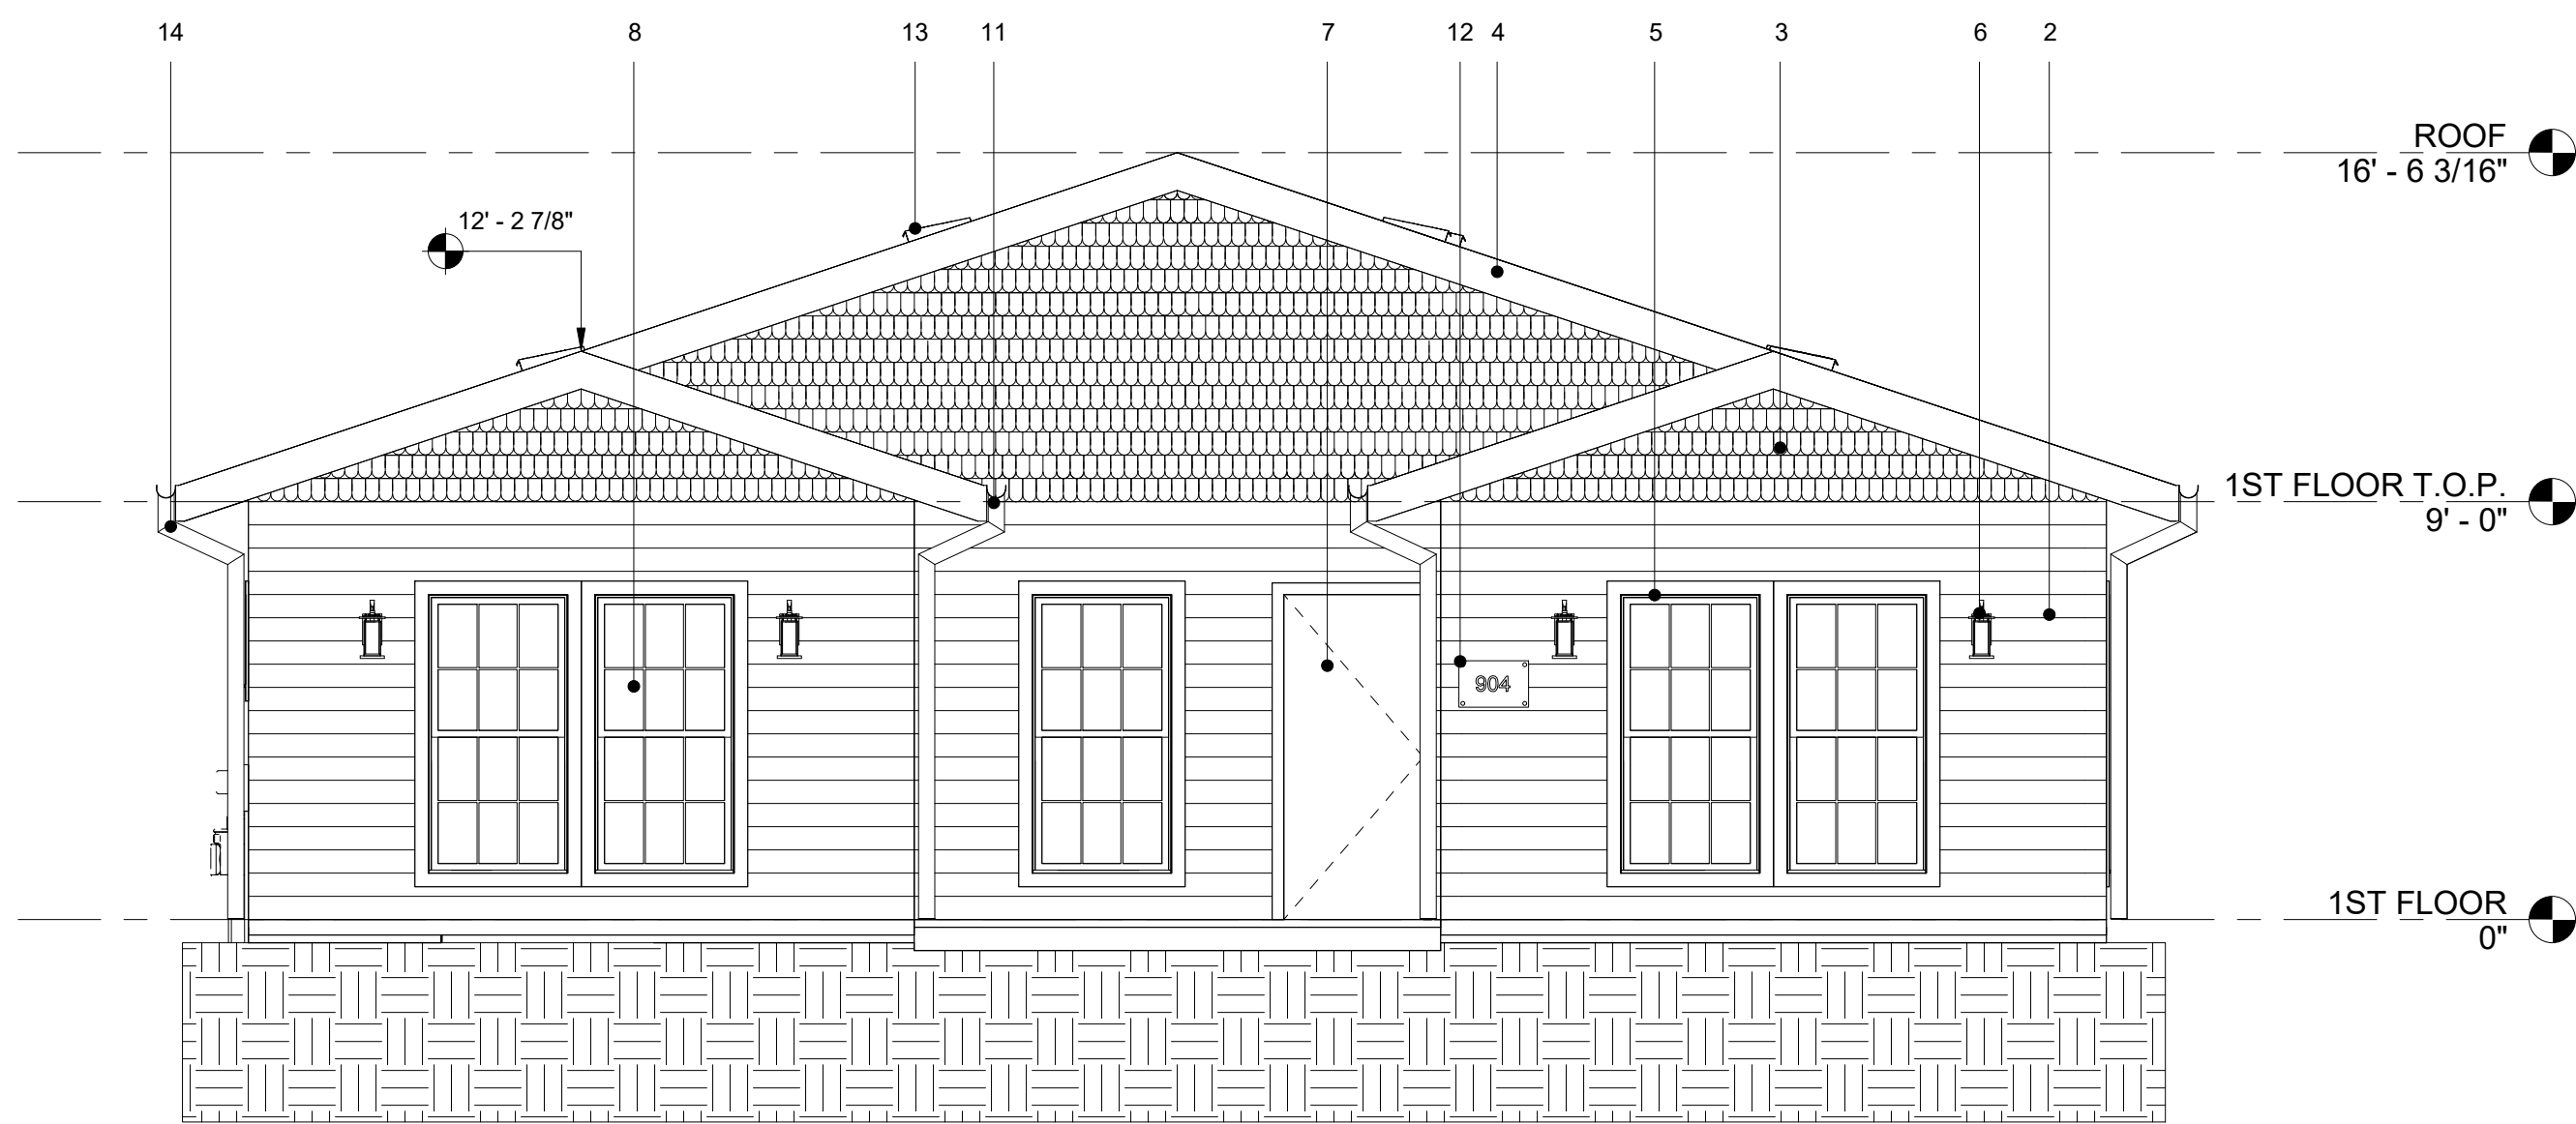 14 8 13 11 7 12 4 5 3 6 2
ROOF
16' - 6 3/16"
12' - 2 7/8"
1ST FLOOR T.O.P.
9' - 0"
904
1ST FLOOR
0"